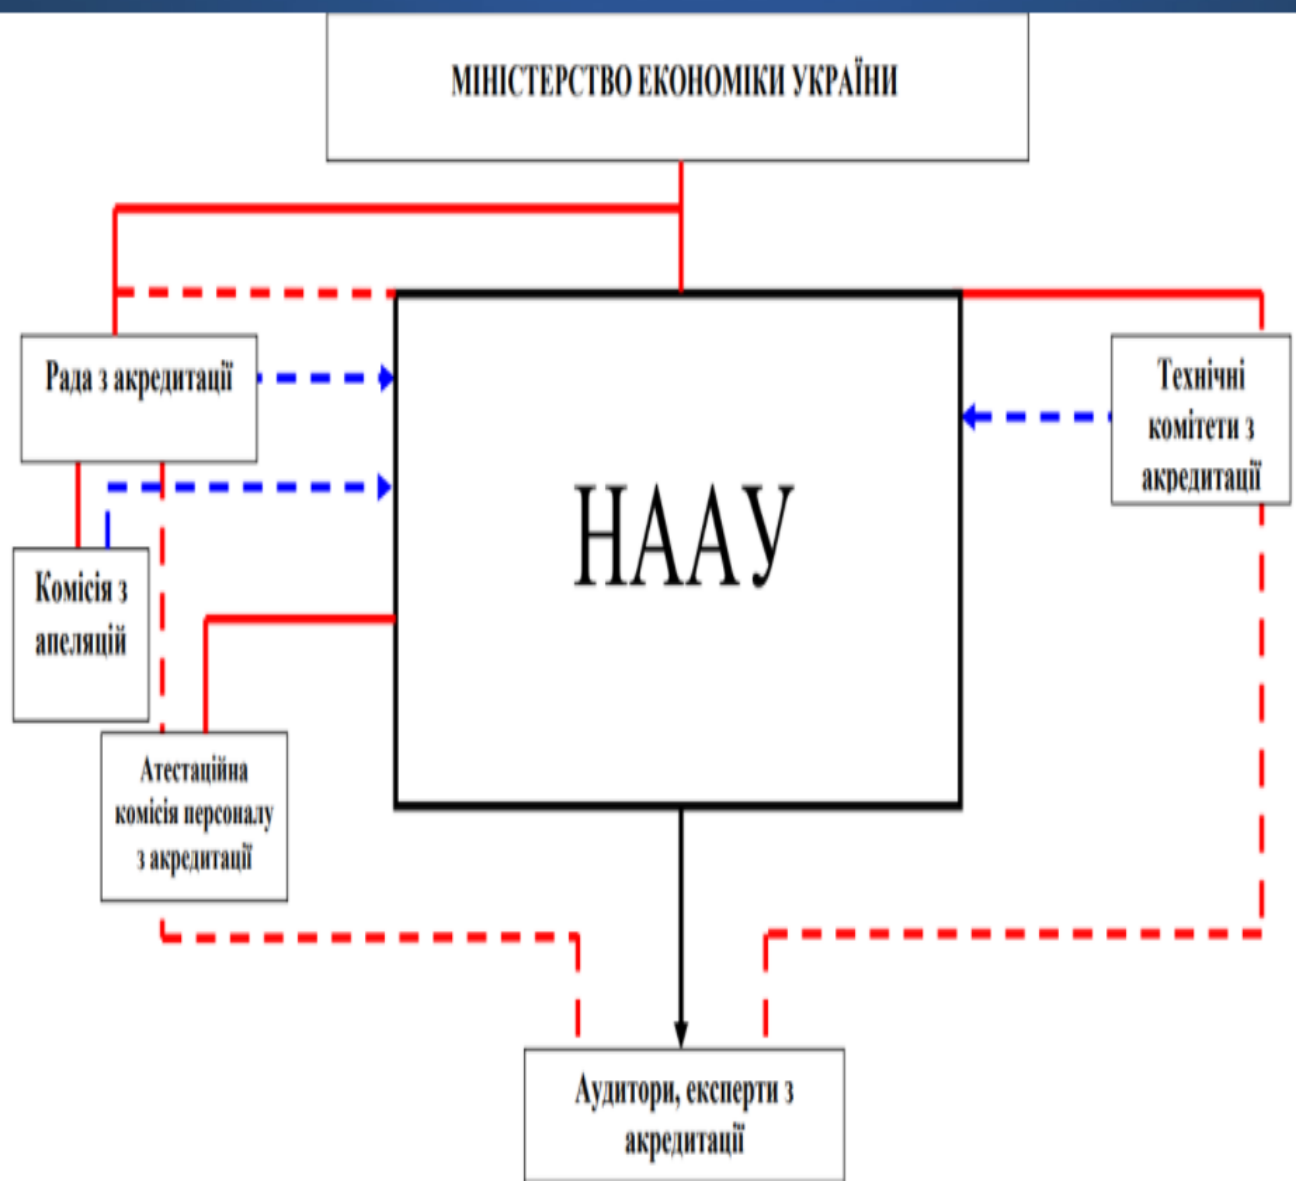 МІНІСТЕРСТВО ЕКОНОМІКИ УКРАЇНИ
Рада з акредитації
Технічні
комітети з
акредитації
НААУ
Комісія з
апеляцій
Атестаційна
комісія персоналу
з акредитації
Аудитори, експерти з
акредитації